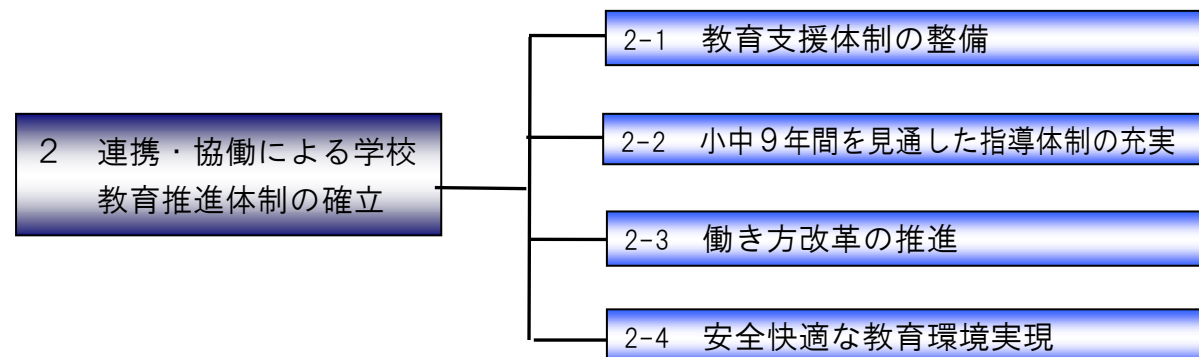 2-1 教育支援体制の整備
2-2 小中９年間を見通した指導体制の充実
２ 連携・協働による学校
教育推進体制の確立
2-3 働き方改革の推進
2-4 安全快適な教育環境実現